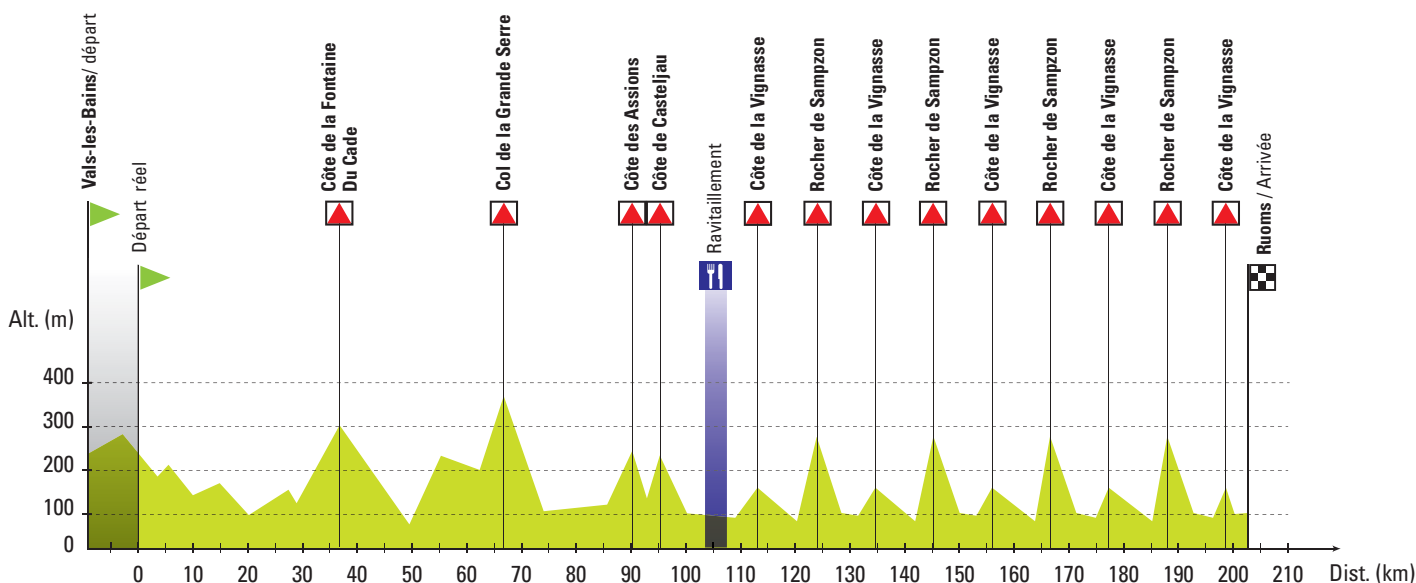 Vals-les-Bains/ départ
Départ réel
Côte de la Fontaine
Du Cade
Col de la Grande Serre
Côte des Assions
Côte de Casteljau
Ravitaillement
Côte de la Vignasse
Rocher de Sampzon
Côte de la Vignasse
Rocher de Sampzon
Côte de la Vignasse
Rocher de Sampzon
Côte de la Vignasse
Rocher de Sampzon
Côte de la Vignasse
Ruoms / Arrivée
Alt. (m)
400
300
200
100
0
0 10 20 30 40 50 60 70 80 90 100 110 120 130 140 150 160 170 180 190 200 210 Dist. (km)